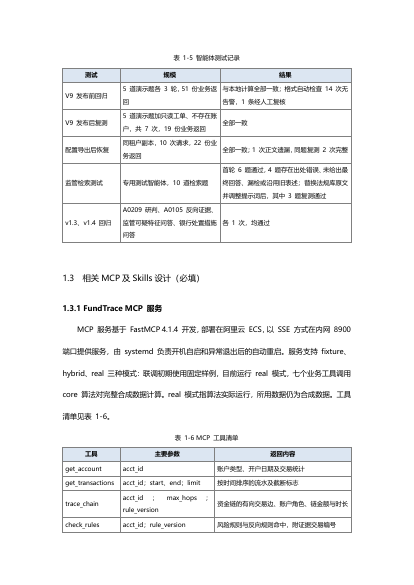 表 1-5 智能体测试记录
测试 规模 结果
V9 发布前回归 5 道演示题各 3 轮，51 份业务返回 与本地计算全部一致；格式自动检查 14 次无告警，1 条经人工复核
V9 发布后复测 5 道演示题加只读工单、不存在账户，共 7 次，19 份业务返回 全部一致
配置导出后恢复 同租户副本，10 次请求，22 份业务返回 全部一致；1 次正文遗漏，同题复测 2 次完整
监管检索测试 专用测试智能体，10 道检索题 首轮 6 题通过，4 题存在出处错误、未给出最终回答、漏检或沿用旧表述；替换法规库原文并调整提示词后，其中 3 题复测通过
v1.3、v1.4 回归 A0209 研判、A0105 反向证据、监管可疑特征问答、银行处置措施问答 各 1 次，均通过
1.3 相关 MCP 及 Skills 设计（必填）
1.3.1 FundTrace MCP 服务
MCP 服务基于 FastMCP 4.1.4 开发，部署在阿里云 ECS，以 SSE 方式在内网 8900
端口提供服务，由 systemd 负责开机自启和异常退出后的自动重启。服务支持 fixture、
hybrid、real 三种模式：联调初期使用固定样例，目前运行 real 模式，七个业务工具调用
core 算法对完整合成数据计算。real 模式指算法实际运行，所用数据仍为合成数据。工具
清单见表 1-6。
表 1-6 MCP 工具清单
工具 主要参数 返回内容
get_account acct_id 账户类型、开户日期及交易统计
get_transactions acct_id；start、end；limit 按时间排序的流水及截断标志
trace_chain acct_id ； max_hops ； rule_version 资金链的有向交易边、账户角色、链金额与时长
check_rules acct_id；rule_version 风险规则与反向规则命中，附证据交易编号